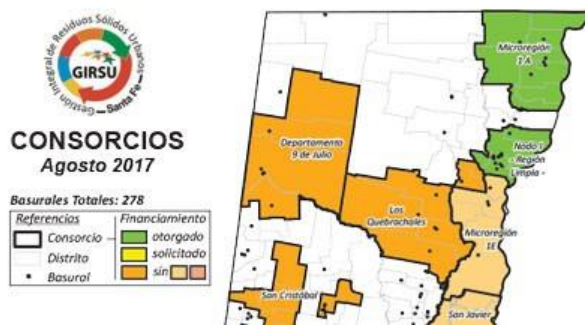 Gestión Integral de Residuos Sólidos Urbanos
GIRSU
Santa Fe
CONSORCIOS
Agosto 2017
Basurales Totales: 278
Referencias
Consorcio
Distrito
Basural
Financiamiento
otorgado
solicitado
sin
Microregión
1 A
Departamento
9 de Julio
Nodo I
- Región
Limpia -
Los
Quebrachales
Microregión
1E
San Cristóbal
San Javier